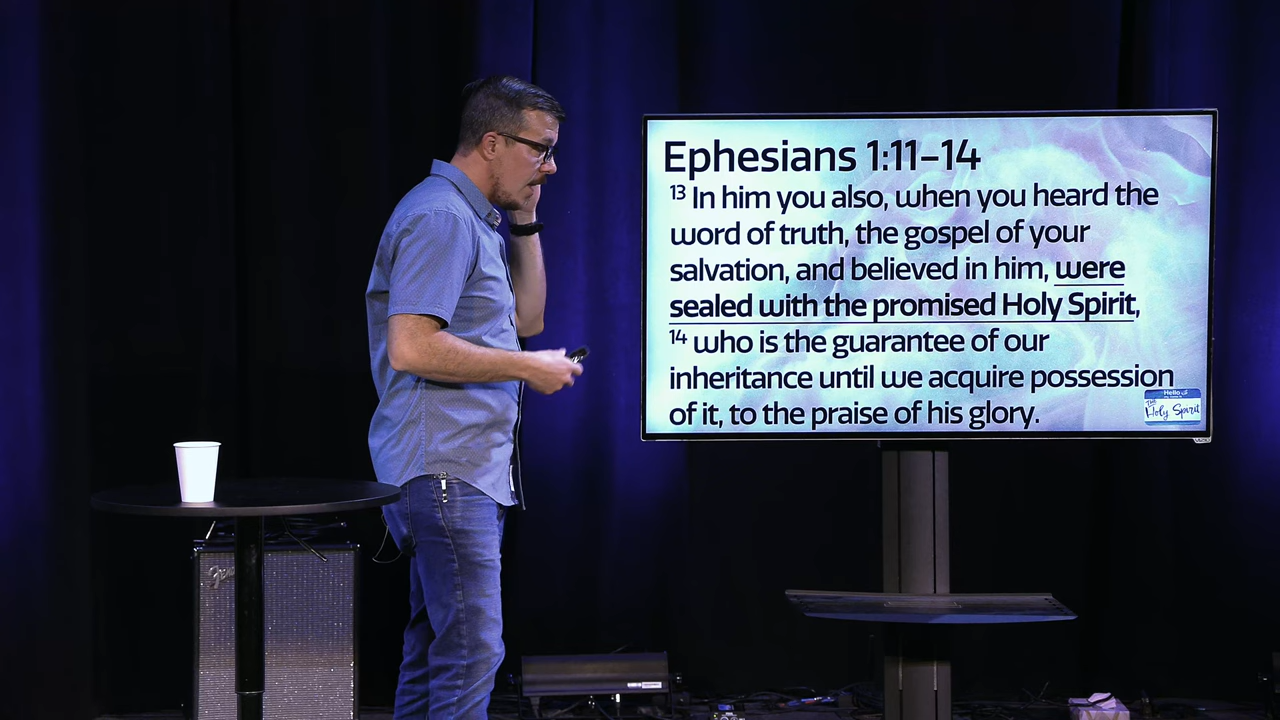 Ephesians 1:11–14
13 In him you also, when you heard the
word of truth, the gospel of your
salvation, and believed in him, were
sealed with the promised Holy Spirit,
14 who is the guarantee of our
inheritance until we acquire possession
of it, to the praise of his glory.
Hello
The
Holy Spirit